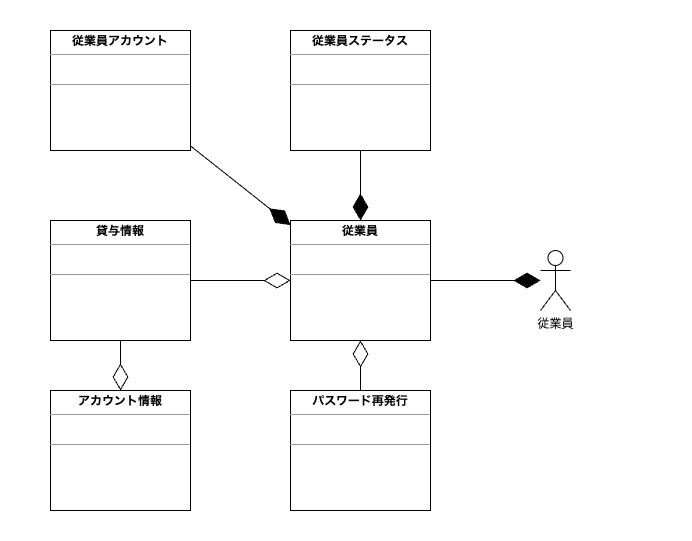 従業員アカウント
従業員ステータス
貸与情報
従業員
従業員
アカウント情報
パスワード再発行